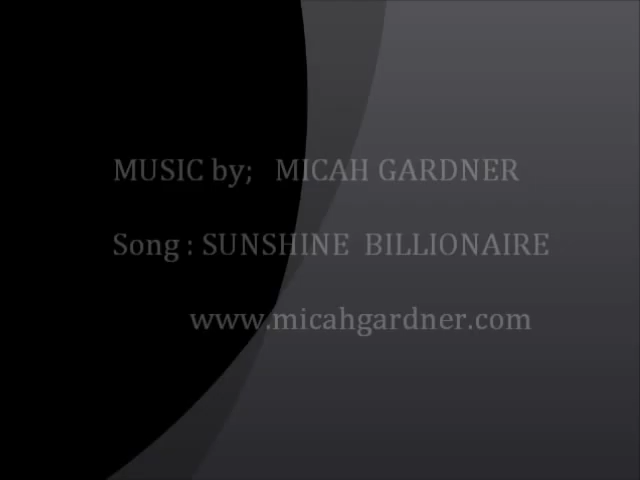 MUSIC by;   MICAH GARDNER
Song : SUNSHINE  BILLIONAIRE
www.micahgardner.com